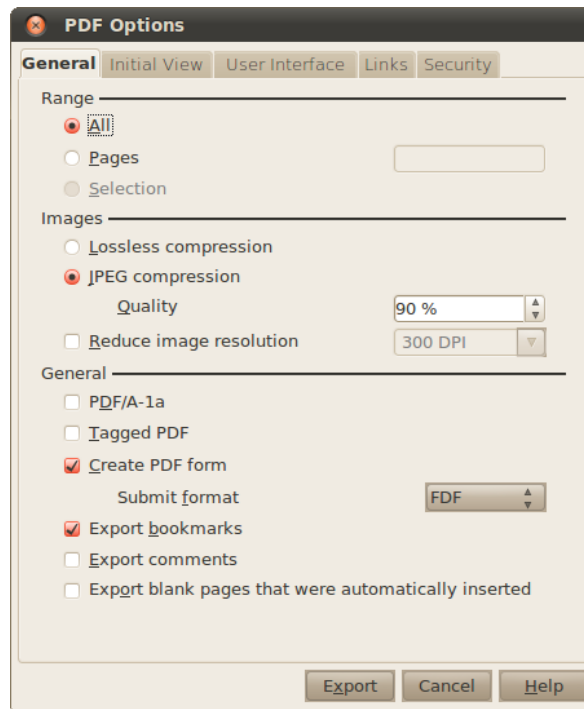 PDF Options
General Initial View User Interface Links Security
Range
All
Pages
Selection
Images
Lossless compression
JPEG compression
Quality 90 %
Reduce image resolution 300 DPI
General
PDF/A-1a
Tagged PDF
Create PDF form
Submit format FDF
Export bookmarks
Export comments
Export blank pages that were automatically inserted
Export Cancel Help